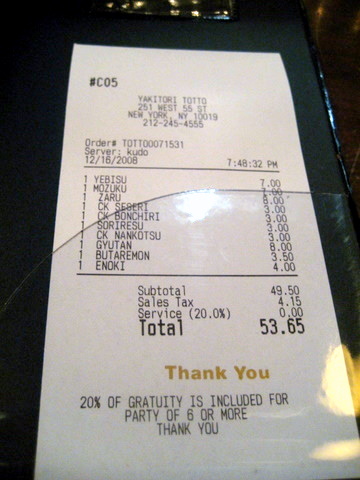 #C05
YAKITORI TOTTO
251 WEST 55 ST
NEW YORK, NY 10019
212-245-4555
Order# TOTT00071531
Server: kudo
12/16/2008 7:48:32 PM
1 YEBISU 7.00
1 MOZUKU
1 ZARU 8.00
1 CK SESERI 3.00
1 CK BONCHIRI 3.00
1 SORIRESU 3.00
1 CK NANKOTSU 3.00
1 GYUTAN 8.00
1 BUTAREMON 3.50
1 ENOKI 4.00
Subtotal 49.50
Sales Tax 4.15
Service (20.0%) 0.00
Total 53.65
Thank You
20% OF GRATUITY IS INCLUDED FOR
PARTY OF 6 OR MORE
THANK YOU